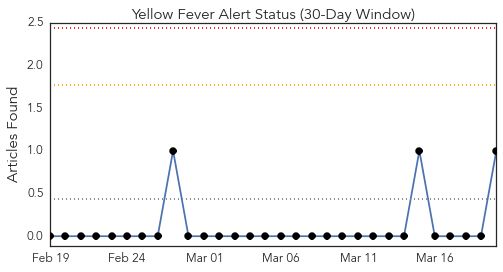 Yellow Fever Alert Status (30-Day Window)
2.5
2.0
1.5
1.0
0.5
0.0
Articles Found
Feb 19 Feb 24 Mar 01 Mar 06 Mar 11 Mar 16